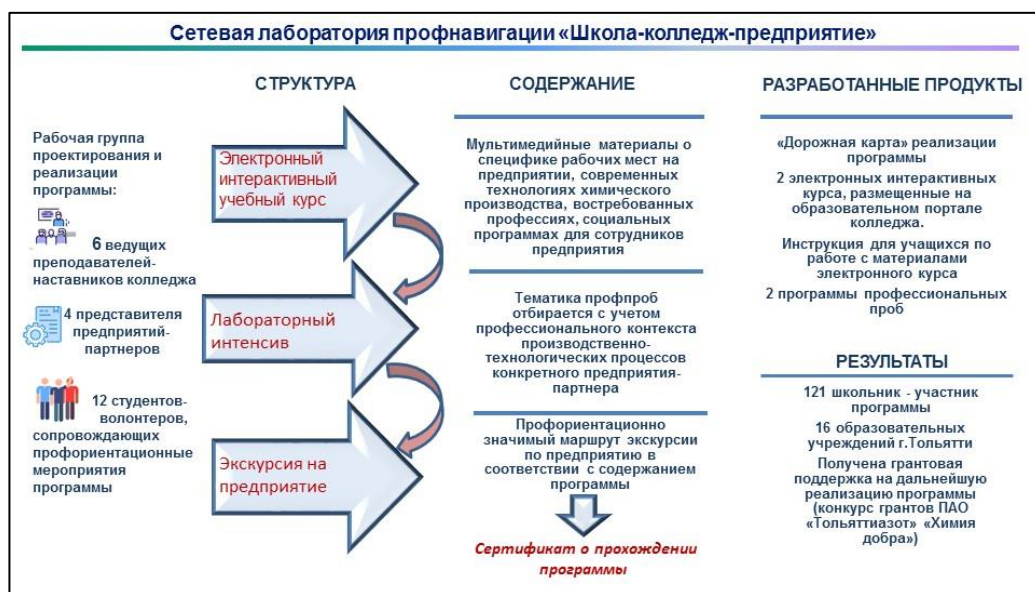 Сетевая лаборатория профнавигации «Школа-колледж-предприятие»
СТРУКТУРА
Рабочая группа
проектирования и
реализации
программы:
6 ведущих
преподавателей-
наставников колледжа
4 представителя
предприятий-
партнеров
12 студентов-
волонтеров,
сопровождающих
профориентационные
мероприятия
программы
Электронный
интерактивный
учебный курс
Лабораторный
интенсив
Экскурсия на
предприятие
СОДЕРЖАНИЕ
Мультимедийные материалы о
специфике рабочих мест на
предприятии, современных
технологиях химического
производства, востребованных
профессиях, социальных
программах для сотрудников
предприятия
Тематика профпроб
отбирается с учетом
профессионального контекста
производственно-
технологических процессов
конкретного предприятия-
партнера
Профориентационно
значимый маршрут экскурсии
по предприятию в
соответствии с содержанием
программы
Сертификат о прохождении
программы
РАЗРАБОТАННЫЕ ПРОДУКТЫ
«Дорожная карта» реализации
программы
2 электронных интерактивных
курса, размещенные на
образовательном портале
колледжа.
Инструкция для учащихся по
работе с материалами
электронного курса
2 программы профессиональных
проб
РЕЗУЛЬТАТЫ
121 школьник - участник
программы
16 образовательных
учреждений г.Тольятти
Получена грантовая
поддержка на дальнейшую
реализацию программы
(конкурс грантов ПАО
«Тольяттиазот» «Химия
добра»)